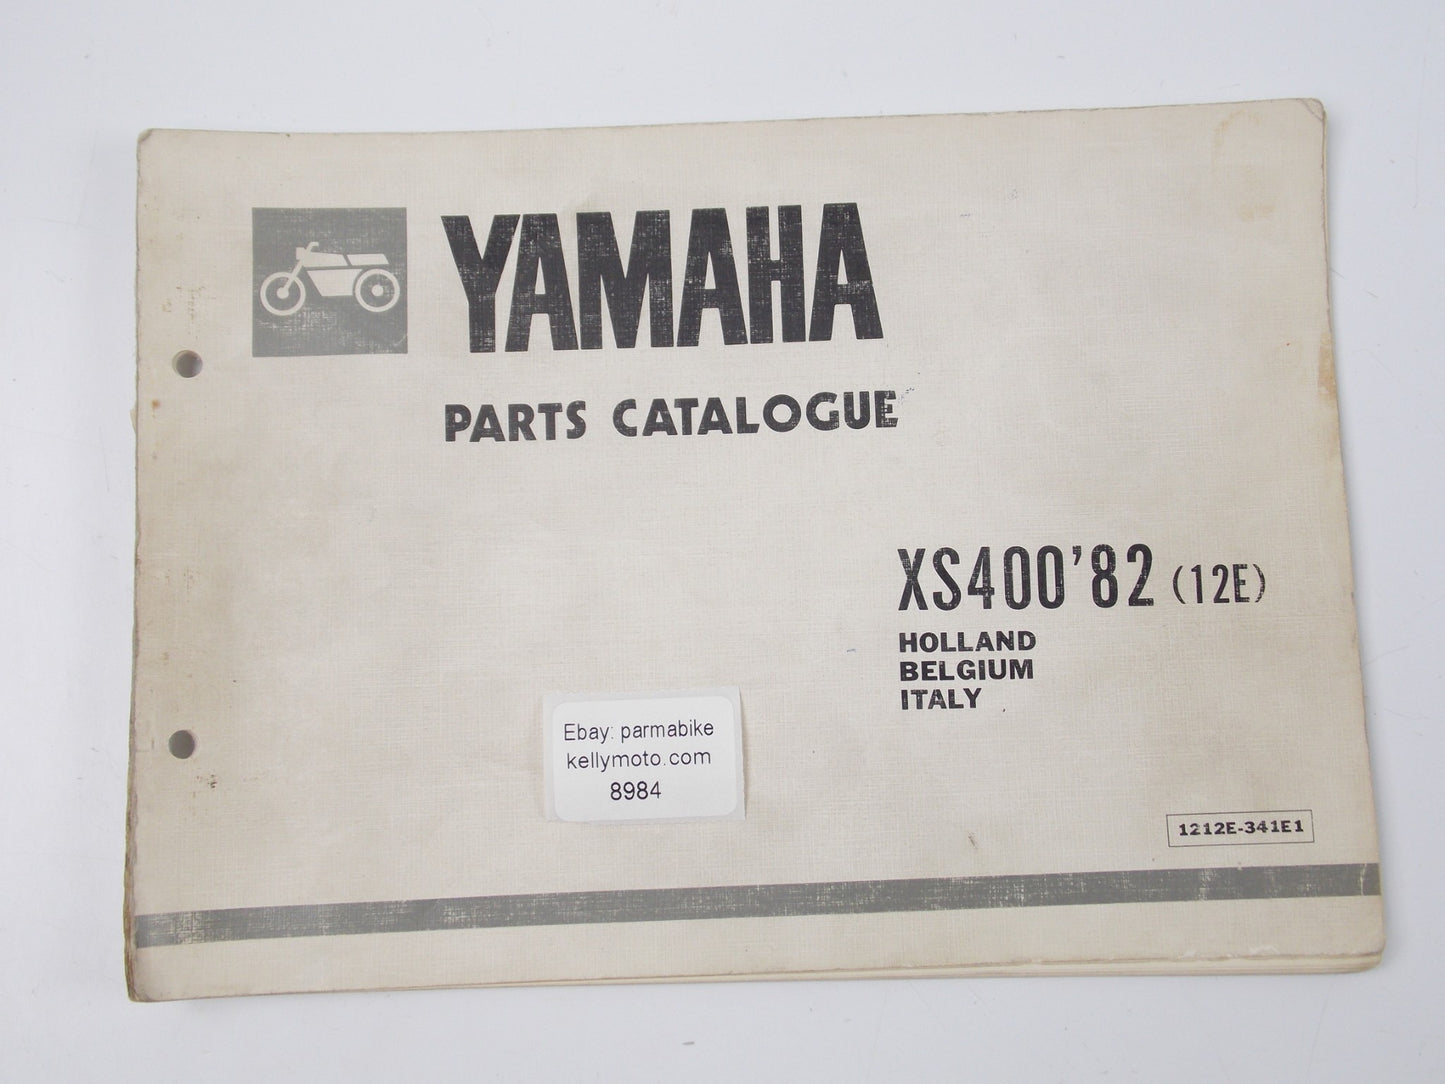 YAMAHA
PARTS CATALOGUE
XS400'82 (12E)
HOLLAND
BELGIUM
ITALY
Ebay: parmabike
kellymoto.com
8984
1212E-341E1